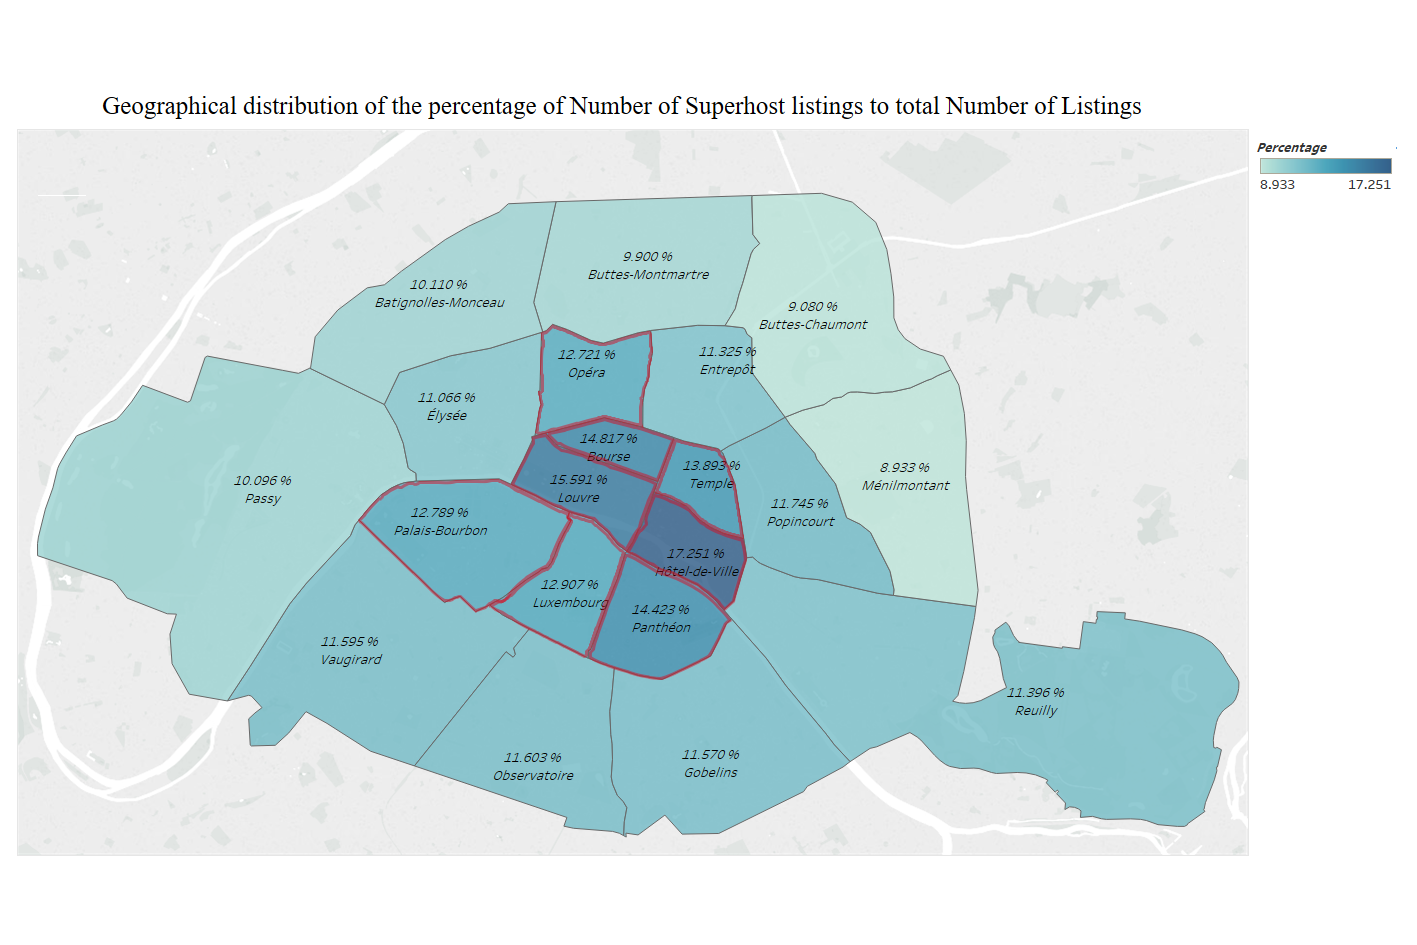 Geographical distribution of the percentage of Number of Superhost listings to total Number of Listings
Percentage
8.933 17.251
9.900 %
Buttes-Montmartre
10.110 %
Batignolles-Monceau
9.080 %
Buttes-Chaumont
12.721 %
Opéra
11.325 %
Entrepôt
11.066 %
Élysée
14.817 %
Bourse
13.893 %
Temple
8.933 %
Ménilmontant
10.096 %
Passy
15.591 %
Louvre
11.745 %
Popincourt
12.789 %
Palais-Bourbon
17.251 %
Hôtel-de-Ville
12.907 %
Luxembourg
14.423 %
Panthéon
11.595 %
Vaugirard
11.396 %
Reuilly
11.603 %
Observatoire
11.570 %
Gobelins